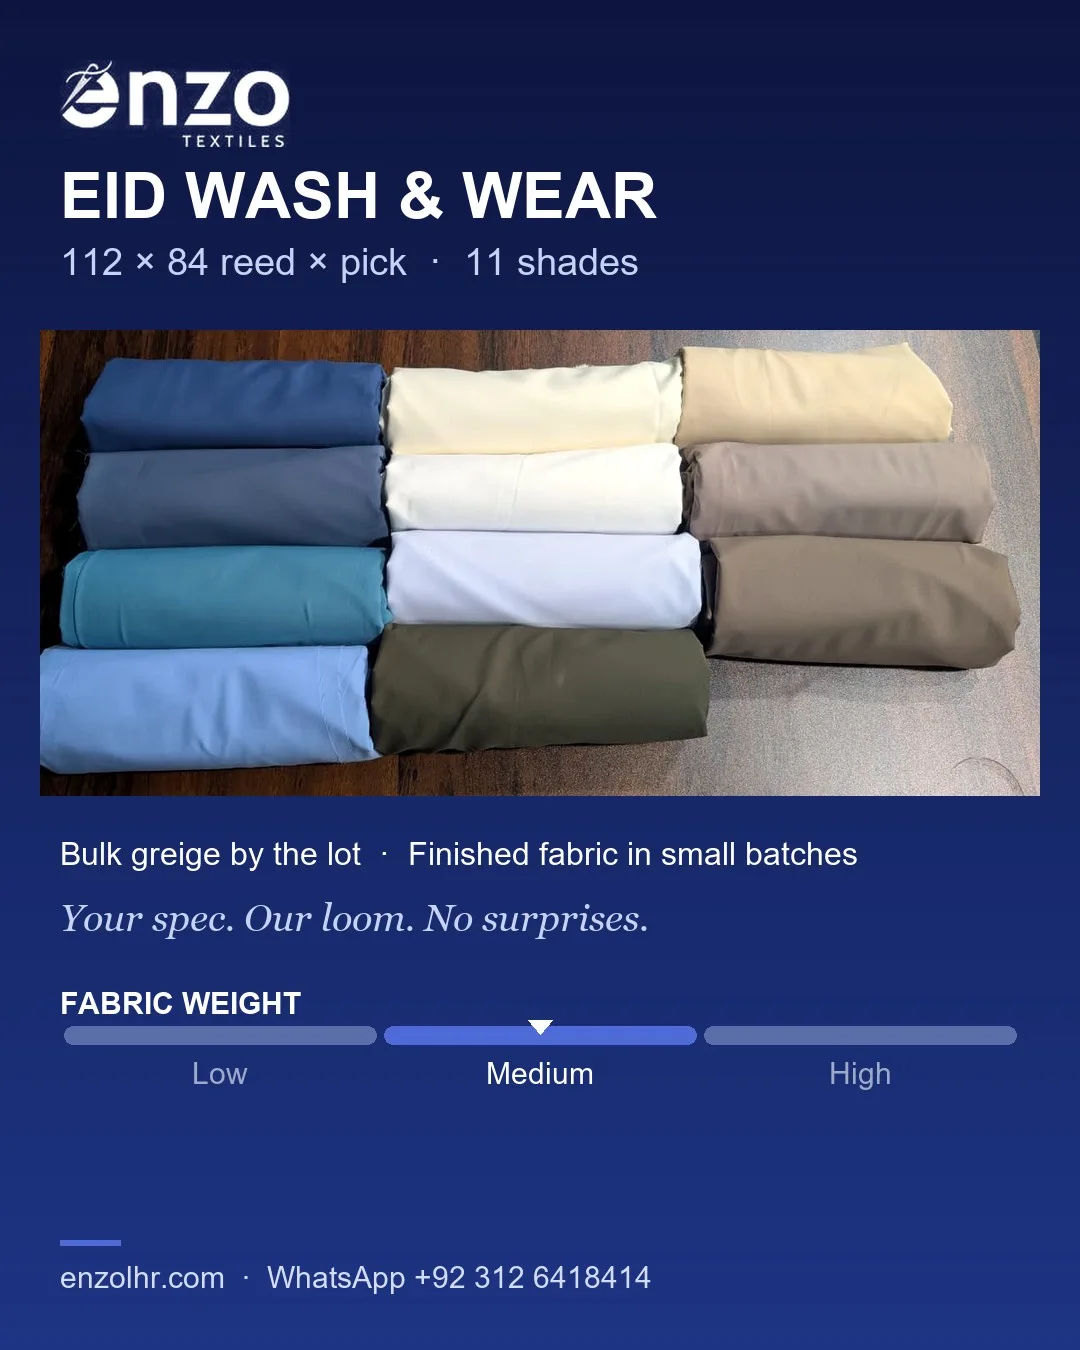 enzo
TEXTILES
EID WASH & WEAR
112 × 84 reed × pick · 11 shades
Bulk greige by the lot · Finished fabric in small batches
Your spec. Our loom. No surprises.
FABRIC WEIGHT
Low Medium High
enzolhr.com · WhatsApp +92 312 6418414